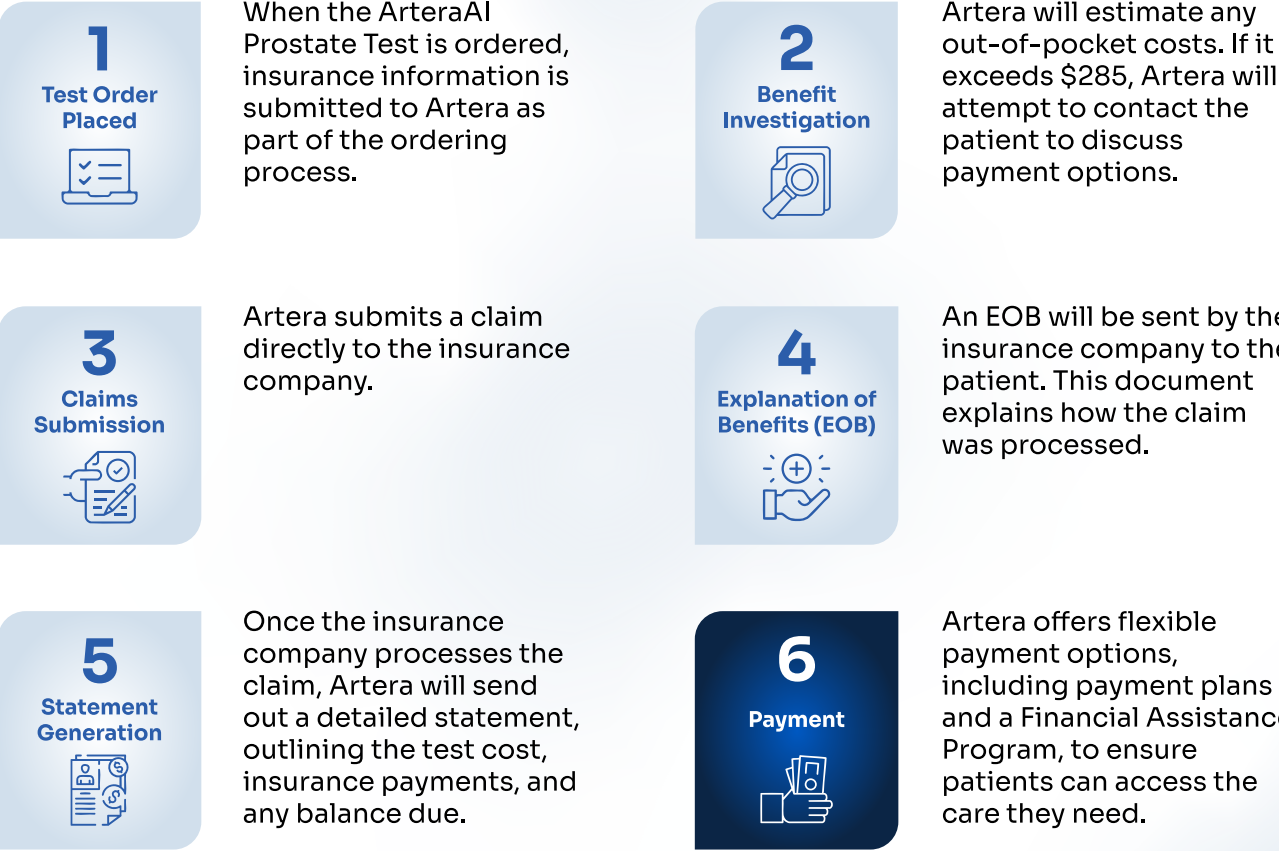 1
Test Order
Placed
When the ArteraAI
Prostate Test is ordered,
insurance information is
submitted to Artera as
part of the ordering
process.
2
Benefit
Investigation
Artera will estimate any
out-of-pocket costs. If it
exceeds $285, Artera will
attempt to contact the
patient to discuss
payment options.
3
Claims
Submission
Artera submits a claim
directly to the insurance
company.
4
Explanation of
Benefits (EOB)
An EOB will be sent by the
insurance company to the
patient. This document
explains how the claim
was processed.
5
Statement
Generation
Once the insurance
company processes the
claim, Artera will send
out a detailed statement,
outlining the test cost,
insurance payments, and
any balance due.
6
Payment
Artera offers flexible
payment options,
including payment plans
and a Financial Assistance
Program, to ensure
patients can access the
care they need.